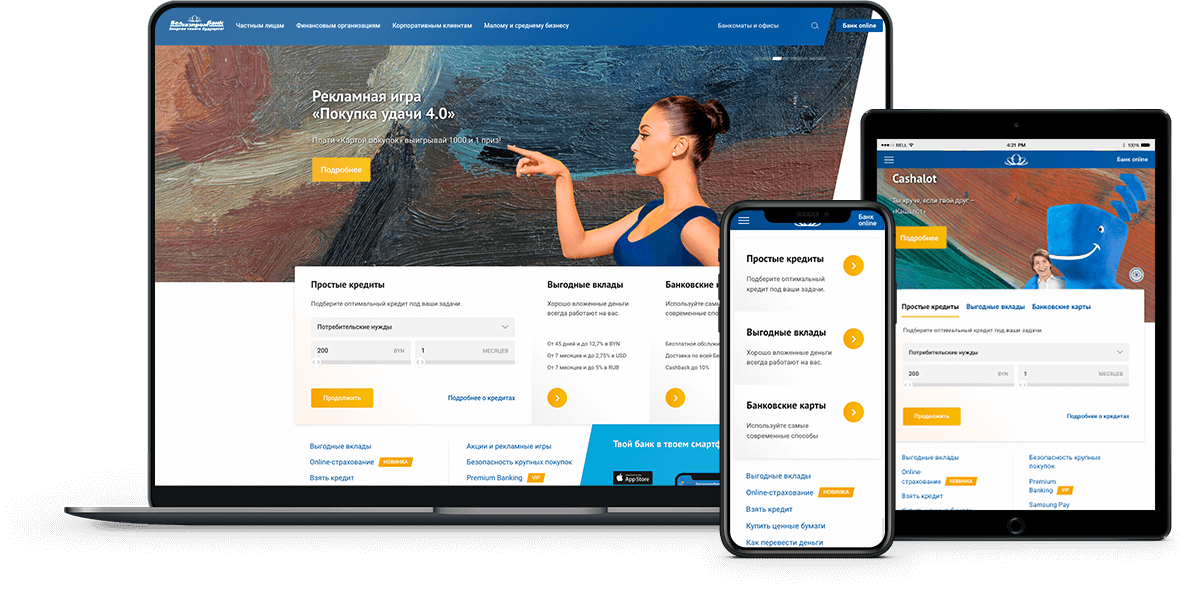 Белгазпромбанк
Энергия твоего будущего!
Частным лицам
Финансовым организациям
Корпоративным клиентам
Малому и среднему бизнесу
Банкоматы и офисы
Банк online
Рекламная игра
«Покупка удачи 4.0»
Плати «Картой покупок» выигрывай 1000 и 1 приз!
Подробнее
Простые кредиты
Подберите оптимальный кредит под ваши задачи.
Потребительские нужды
200 BYN
1 МЕСЯЦЕВ
Продолжить
Подробнее о кредитах
Выгодные вклады
Хорошо вложенные деньги
всегда работают на вас.
От 45 дней и до 12,7% в BYN
От 7 месяцев и до 2,75% в USD
От 7 месяцев и до 5% в RUB
Банковские
Используйте самы
современные спо
Бесплатное обслужи
Доставка по всей Бе
Cashback до 10%
Выгодные вклады
Online-страхование НОВИНКА
Взять кредит
Акции и рекламные игры
Безопасность крупных покупок
Premium Banking VIP
Твой банк в твоем смартф
App Store
Банк
online
Простые кредиты
Подберите оптимальный
кредит под ваши задачи.
Выгодные вклады
Хорошо вложенные деньги
всегда работают на вас.
Банковские карты
Используйте самые
современные способы
Выгодные вклады
Online-страхование НОВИНКА
Взять кредит
Купить ценные бумаги
Как перевести деньги
BELL
4:21 PM
100%
Банк online
Cashalot
Ты круче, если твой друг –
«Кашалот»
Подробнее
Простые кредиты
Выгодные вклады
Банковские карты
Подберите оптимальный кредит под ваши задачи.
Потребительские нужды
200 BYN
1 МЕСЯЦЕВ
Продолжить
Подробнее о кредитах
Выгодные вклады
Online-
страхование НОВИНКА
Взять кредит
Безопасность крупных
покупок
Premium
Banking VIP
Samsung Pay